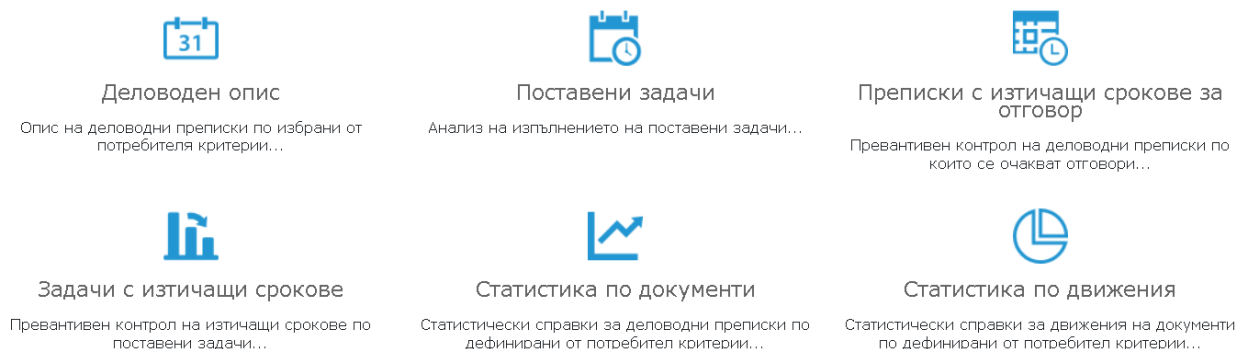 31
Деловоден опис
Опис на деловодни преписки по избрани от
потребителя критерии...
Поставени задачи
Анализ на изпълнението на поставени задачи...
Преписки с изтичащи срокове за
отговор
Превантивен контрол на деловодни преписки по
които се очакват отговори...
Задачи с изтичащи срокове
Превантивен контрол на изтичащи срокове по
поставени задачи...
Статистика по документи
Статистически справки за деловодни преписки по
дефинирани от потребител критерии...
Статистика по движения
Статистически справки за движения на документи
по дефинирани от потребител критерии...